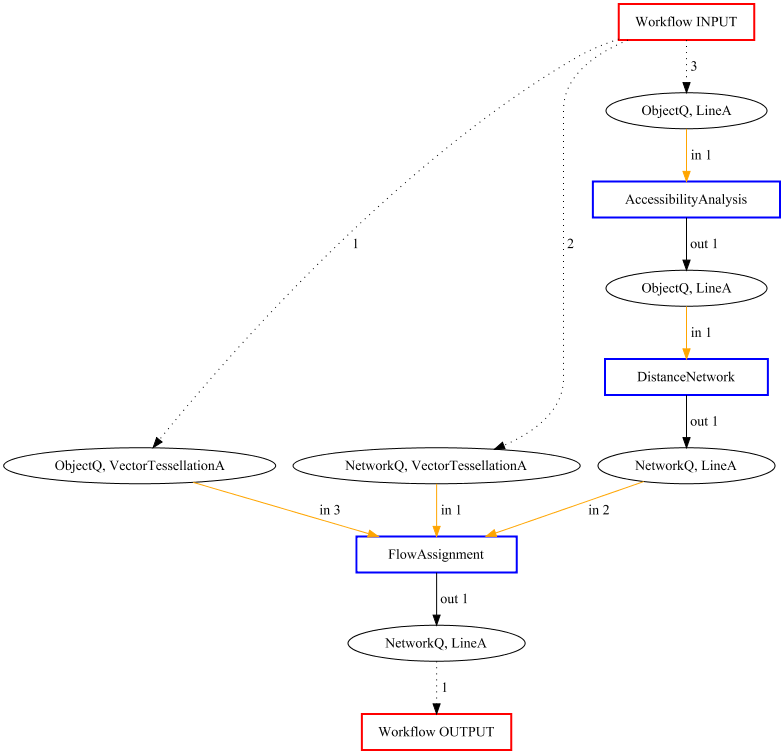 Workflow INPUT
3
ObjectQ, LineA
in 1
AccessibilityAnalysis
1
2
out 1
ObjectQ, LineA
in 1
DistanceNetwork
out 1
ObjectQ, VectorTessellationA
NetworkQ, VectorTessellationA
NetworkQ, LineA
in 3
in 1
in 2
FlowAssignment
out 1
NetworkQ, LineA
1
Workflow OUTPUT